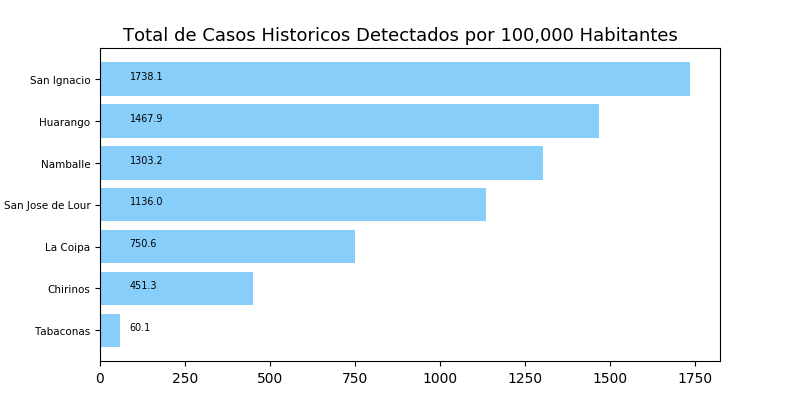 Total de Casos Historicos Detectados por 100,000 Habitantes
San Ignacio 1738.1
Huarango 1467.9
Namballe 1303.2
San Jose de Lour 1136.0
La Coipa 750.6
Chirinos 451.3
Tabaconas 60.1
0 250 500 750 1000 1250 1500 1750